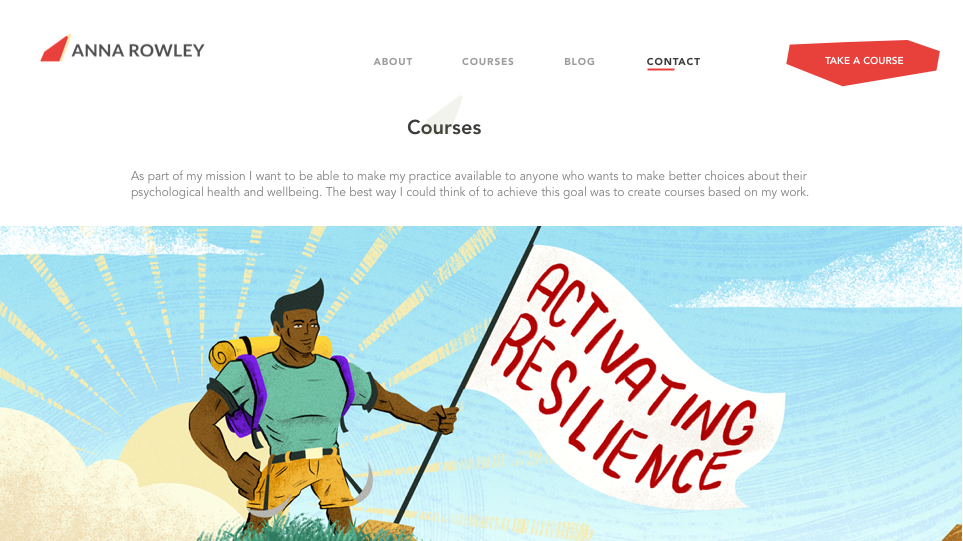 ANNA ROWLEY
ABOUT
COURSES
BLOG
CONTACT
TAKE A COURSE
Courses
As part of my mission I want to be able to make my practice available to anyone who wants to make better choices about their
psychological health and wellbeing. The best way I could think of to achieve this goal was to create courses based on my work.
ACTIVATING
RESILIENCE